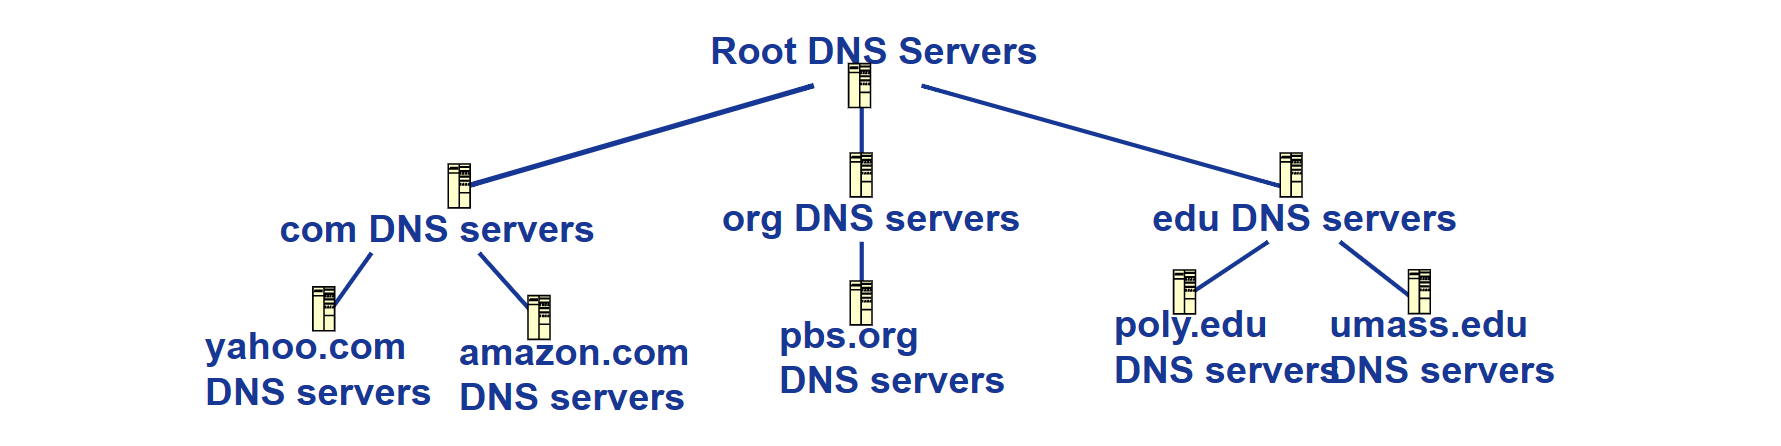 Root DNS Servers
com DNS servers
org DNS servers
edu DNS servers
yahoo.com
DNS servers
amazon.com
DNS servers
pbs.org
DNS servers
poly.edu
DNS servers
umass.edu
DNS servers